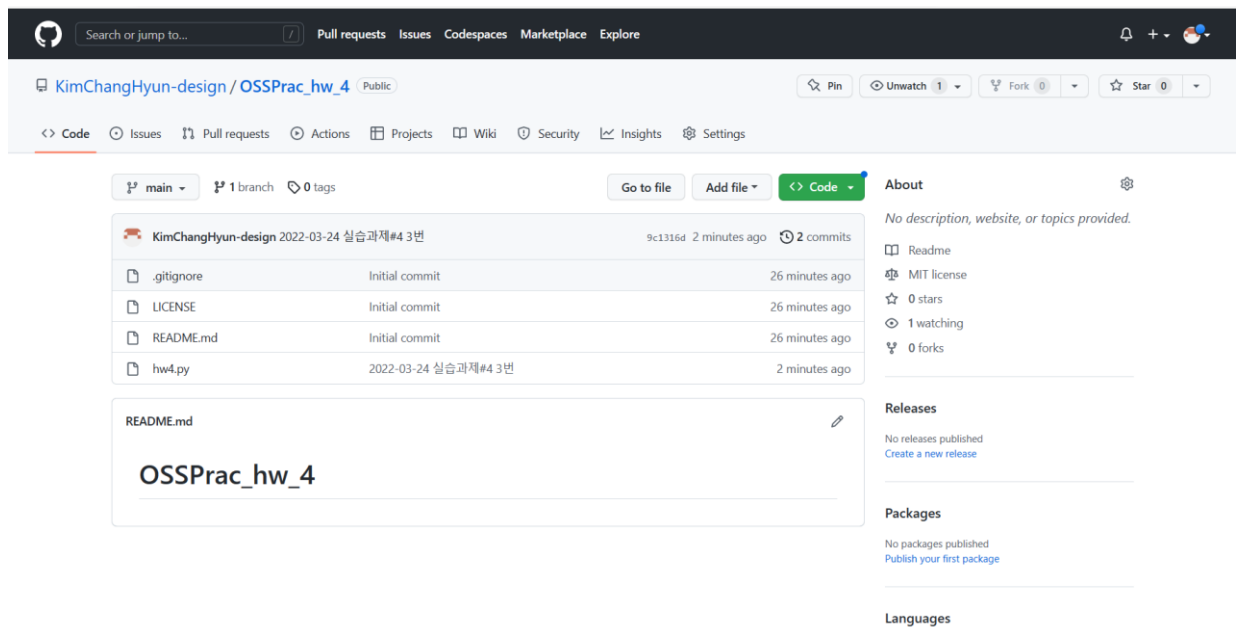 Search or jump to... / Pull requests Issues Codespaces Marketplace Explore
KimChangHyun-design / OSSPrac_hw_4 Public Pin Unwatch 1 Fork 0 Star 0
<> Code Issues Pull requests Actions Projects Wiki Security Insights Settings
main 1 branch 0 tags Go to file Add file <> Code
KimChangHyun-design 2022-03-24 실습과제#4 3번 9c1316d 2 minutes ago 2 commits
.gitignore Initial commit 26 minutes ago
LICENSE Initial commit 26 minutes ago
README.md Initial commit 26 minutes ago
hw4.py 2022-03-24 실습과제#4 3번 2 minutes ago
README.md
OSSPrac_hw_4
About
No description, website, or topics provided.
Readme
MIT license
0 stars
1 watching
0 forks
Releases
No releases published
Create a new release
Packages
No packages published
Publish your first package
Languages